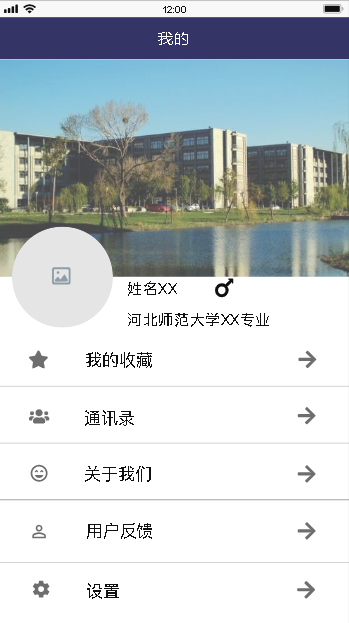 12:00
我的
姓名XX
河北师范大学XX专业
我的收藏
通讯录
关于我们
用户反馈
设置